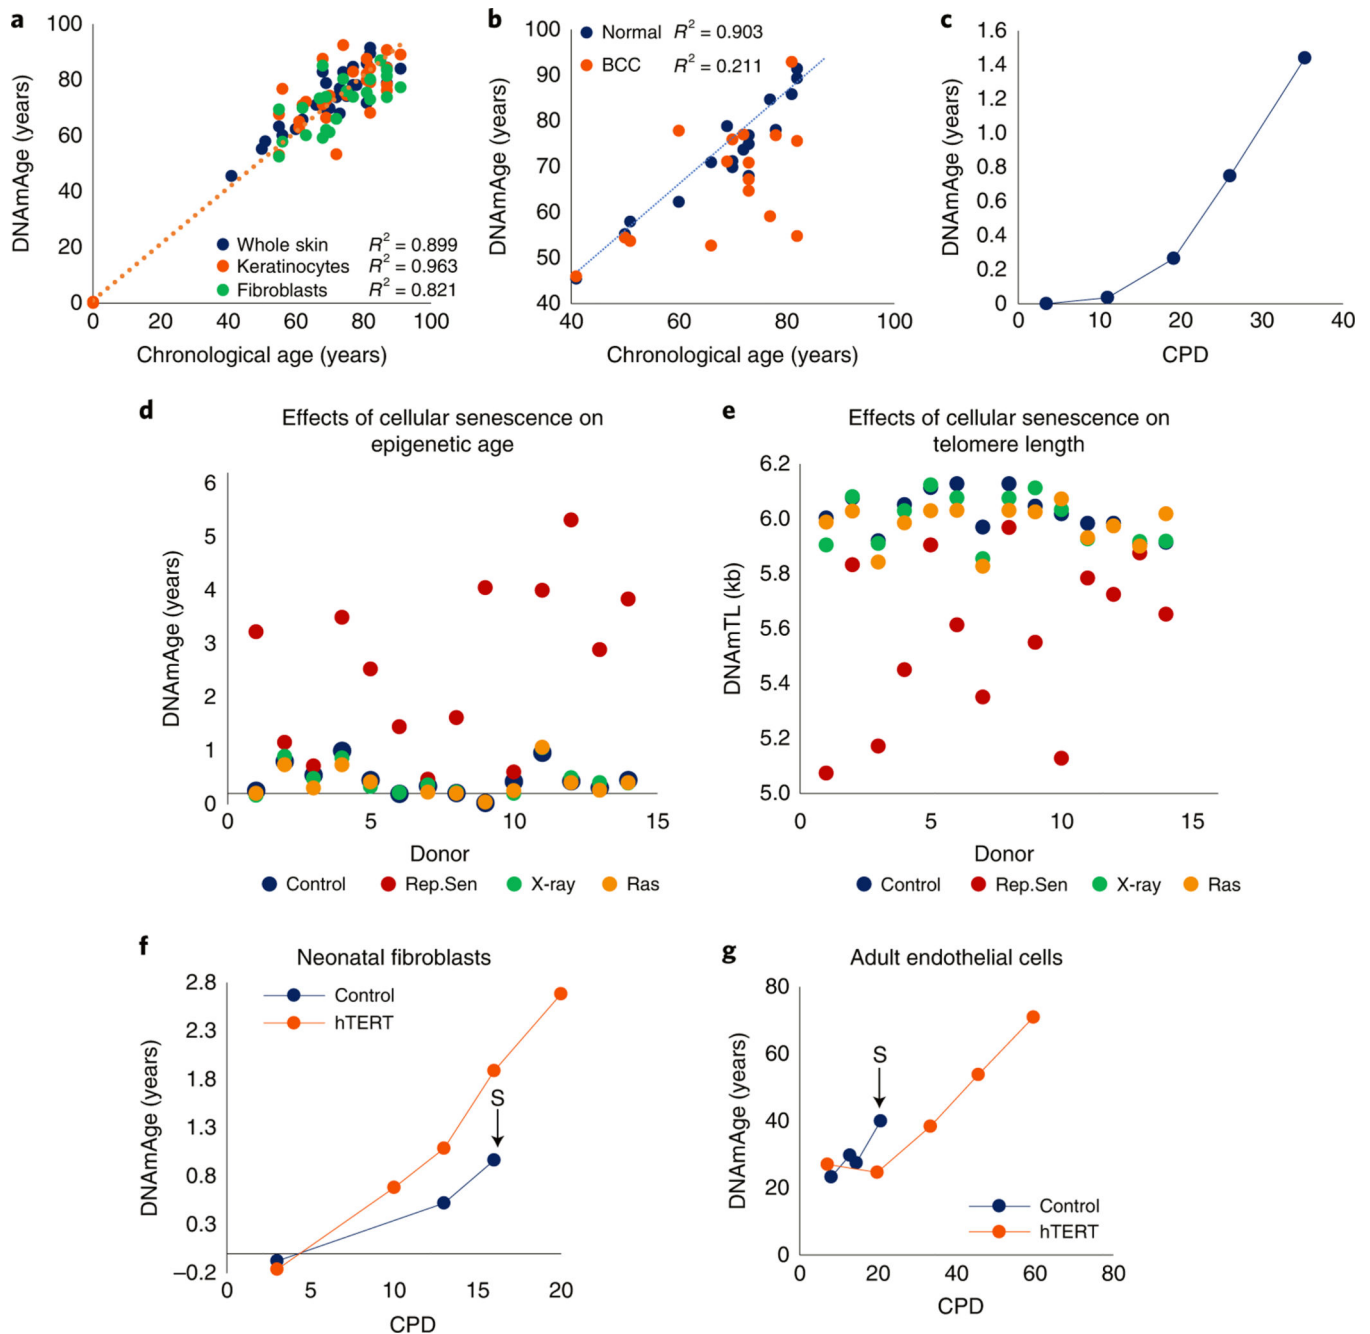 a
100
80
60
40
20
0
DNAmAge (years)
Whole skin R² = 0.899
Keratinocytes R² = 0.963
Fibroblasts R² = 0.821
0 20 40 60 80 100
Chronological age (years)
b
100
90
80
70
60
50
40
DNAmAge (years)
Normal R² = 0.903
BCC R² = 0.211
40 60 80 100
Chronological age (years)
c
1.6
1.4
1.2
1.0
0.8
0.6
0.4
0.2
0
DNAmAge (years)
0 10 20 30 40
CPD
d
Effects of cellular senescence on
epigenetic age
6
5
4
3
2
1
0
DNAmAge (years)
0 5 10 15
Donor
Control Rep.Sen X-ray Ras
e
Effects of cellular senescence on
telomere length
6.2
6.0
5.8
5.6
5.4
5.2
5.0
DNAmTL (kb)
0 5 10 15
Donor
Control Rep.Sen X-ray Ras
f
Neonatal fibroblasts
2.8
2.3
1.8
1.3
0.8
0.3
–0.2
DNAmAge (years)
Control
hTERT
S
0 5 10 15 20
CPD
g
Adult endothelial cells
80
60
40
20
0
DNAmAge (years)
S
Control
hTERT
0 20 40 60 80
CPD